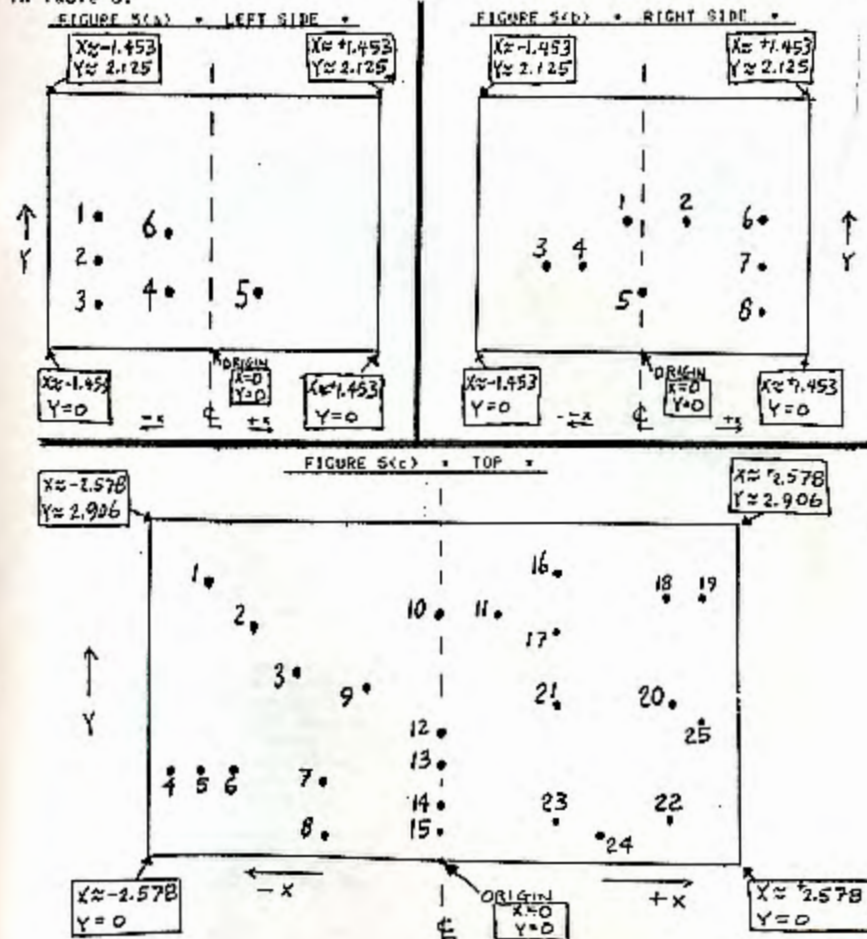 FIGURE 5(a) * LEFT SIDE *
X≈-1.453
Y≈ 2.125
X≈+1.453
Y≈ 2.125
1
2
3
6
4
5
Y
X≈-1.453
Y=0
ORIGIN
X=0
Y=0
X≈+1.453
Y=0
-x
℄
+x
FIGURE 5(b) * RIGHT SIDE *
X≈-1.453
Y≈ 2.125
X≈+1.453
Y≈ 2.125
1
2
6
3
4
7
5
8
Y
X≈-1.453
Y=0
ORIGIN
X=0
Y=0
X≈+1.453
Y=0
-x
℄
+x
FIGURE 5(c) * TOP *
X≈-2.578
Y≈ 2.906
X≈+2.578
Y≈ 2.906
1
2
3
9
10
11
16
17
18
19
12
13
21
20
25
4
5
6
7
8
14
15
23
24
22
Y
X≈-2.578
Y=0
-x
ORIGIN
X=0
Y=0
℄
+x
X≈+2.578
Y=0